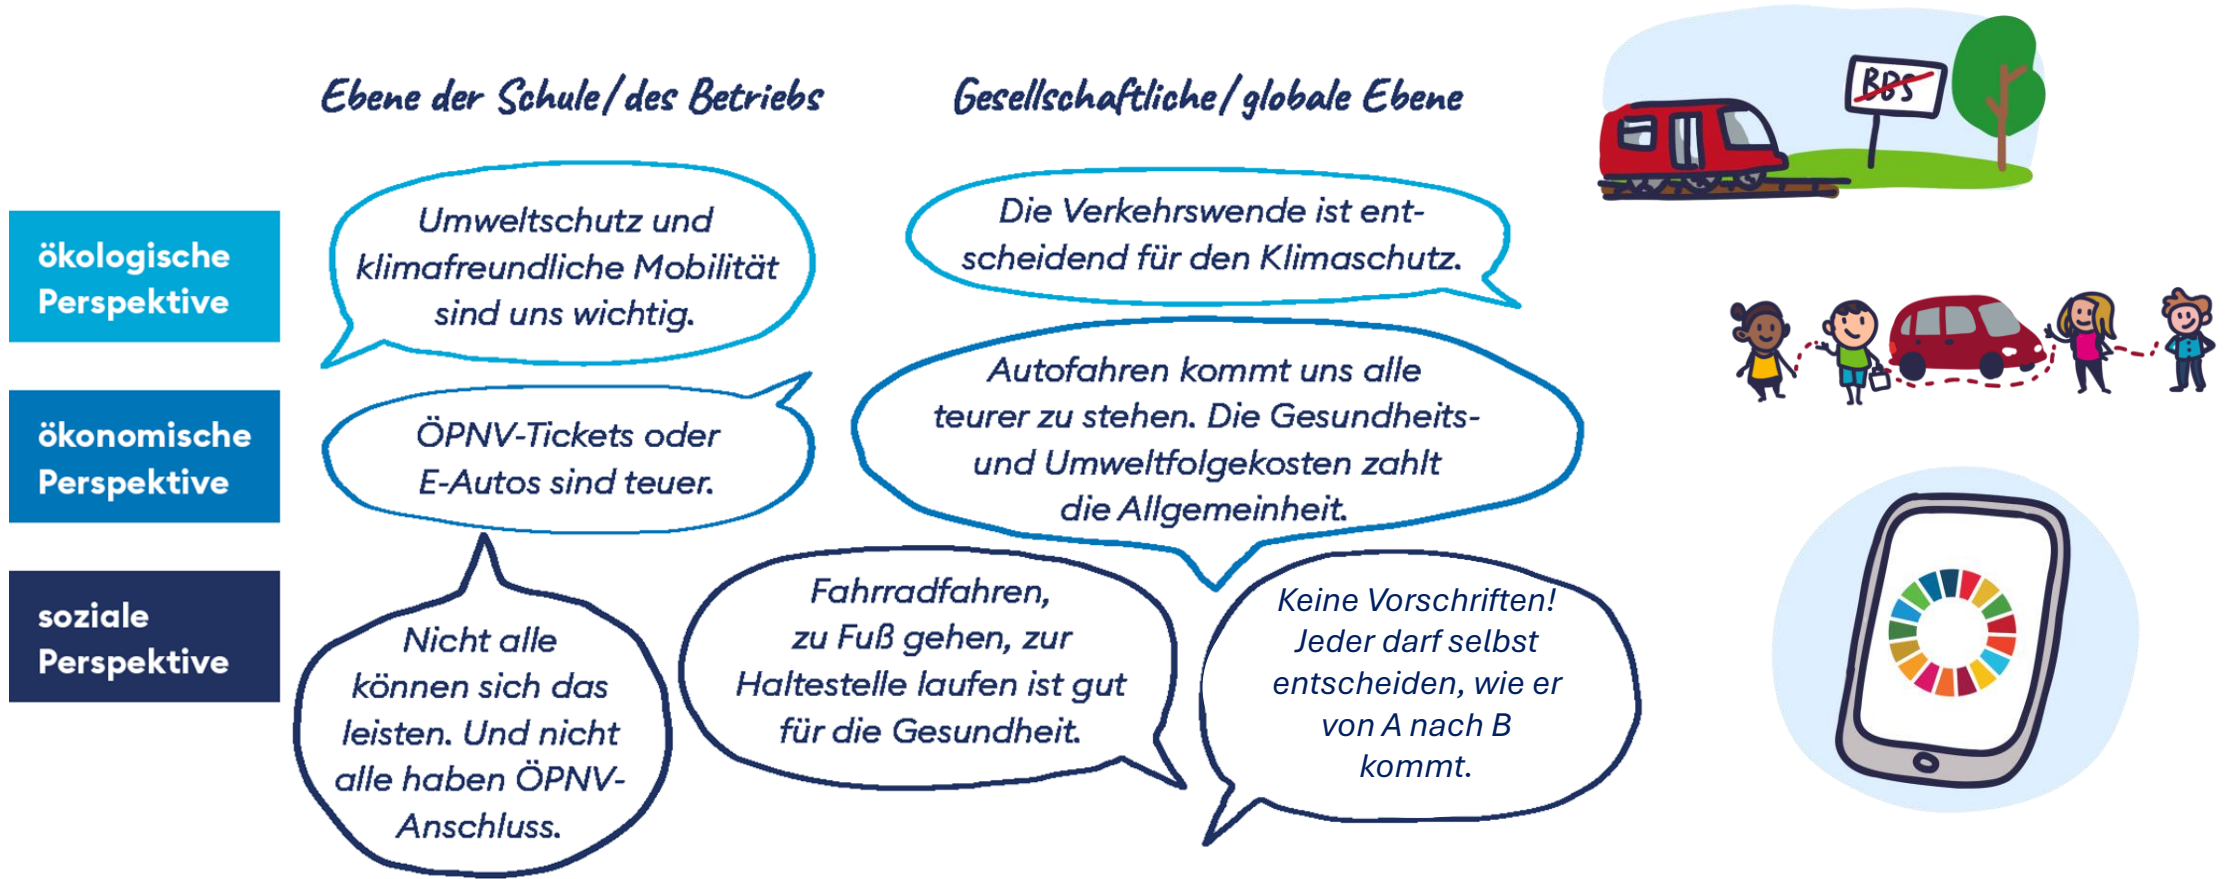 Ebene der Schule/des Betriebs
Gesellschaftliche/globale Ebene
BBS
ökologische
Perspektive
Umweltschutz und
klimafreundliche Mobilität
sind uns wichtig.
Die Verkehrswende ist ent-
scheidend für den Klimaschutz.
ökonomische
Perspektive
ÖPNV-Tickets oder
E-Autos sind teuer.
Autofahren kommt uns alle
teurer zu stehen. Die Gesundheits-
und Umweltfolgekosten zahlt
die Allgemeinheit.
soziale
Perspektive
Nicht alle
können sich das
leisten. Und nicht
alle haben ÖPNV-
Anschluss.
Fahrradfahren,
zu Fuß gehen, zur
Haltestelle laufen ist gut
für die Gesundheit.
Keine Vorschriften!
Jeder darf selbst
entscheiden, wie er
von A nach B
kommt.